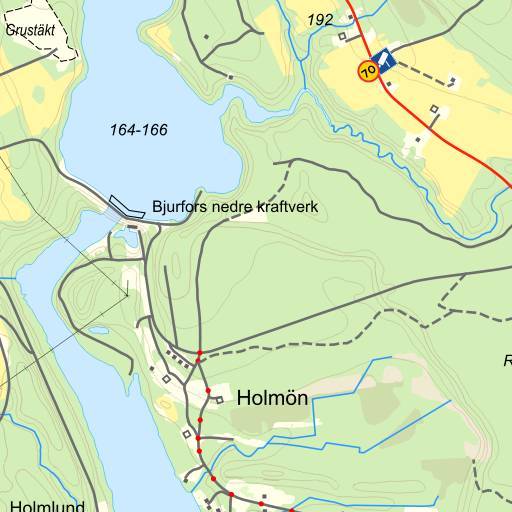 192
Grustäkt
70
164-166
Bjurfors nedre kraftverk
R
Holmön
Holmlund